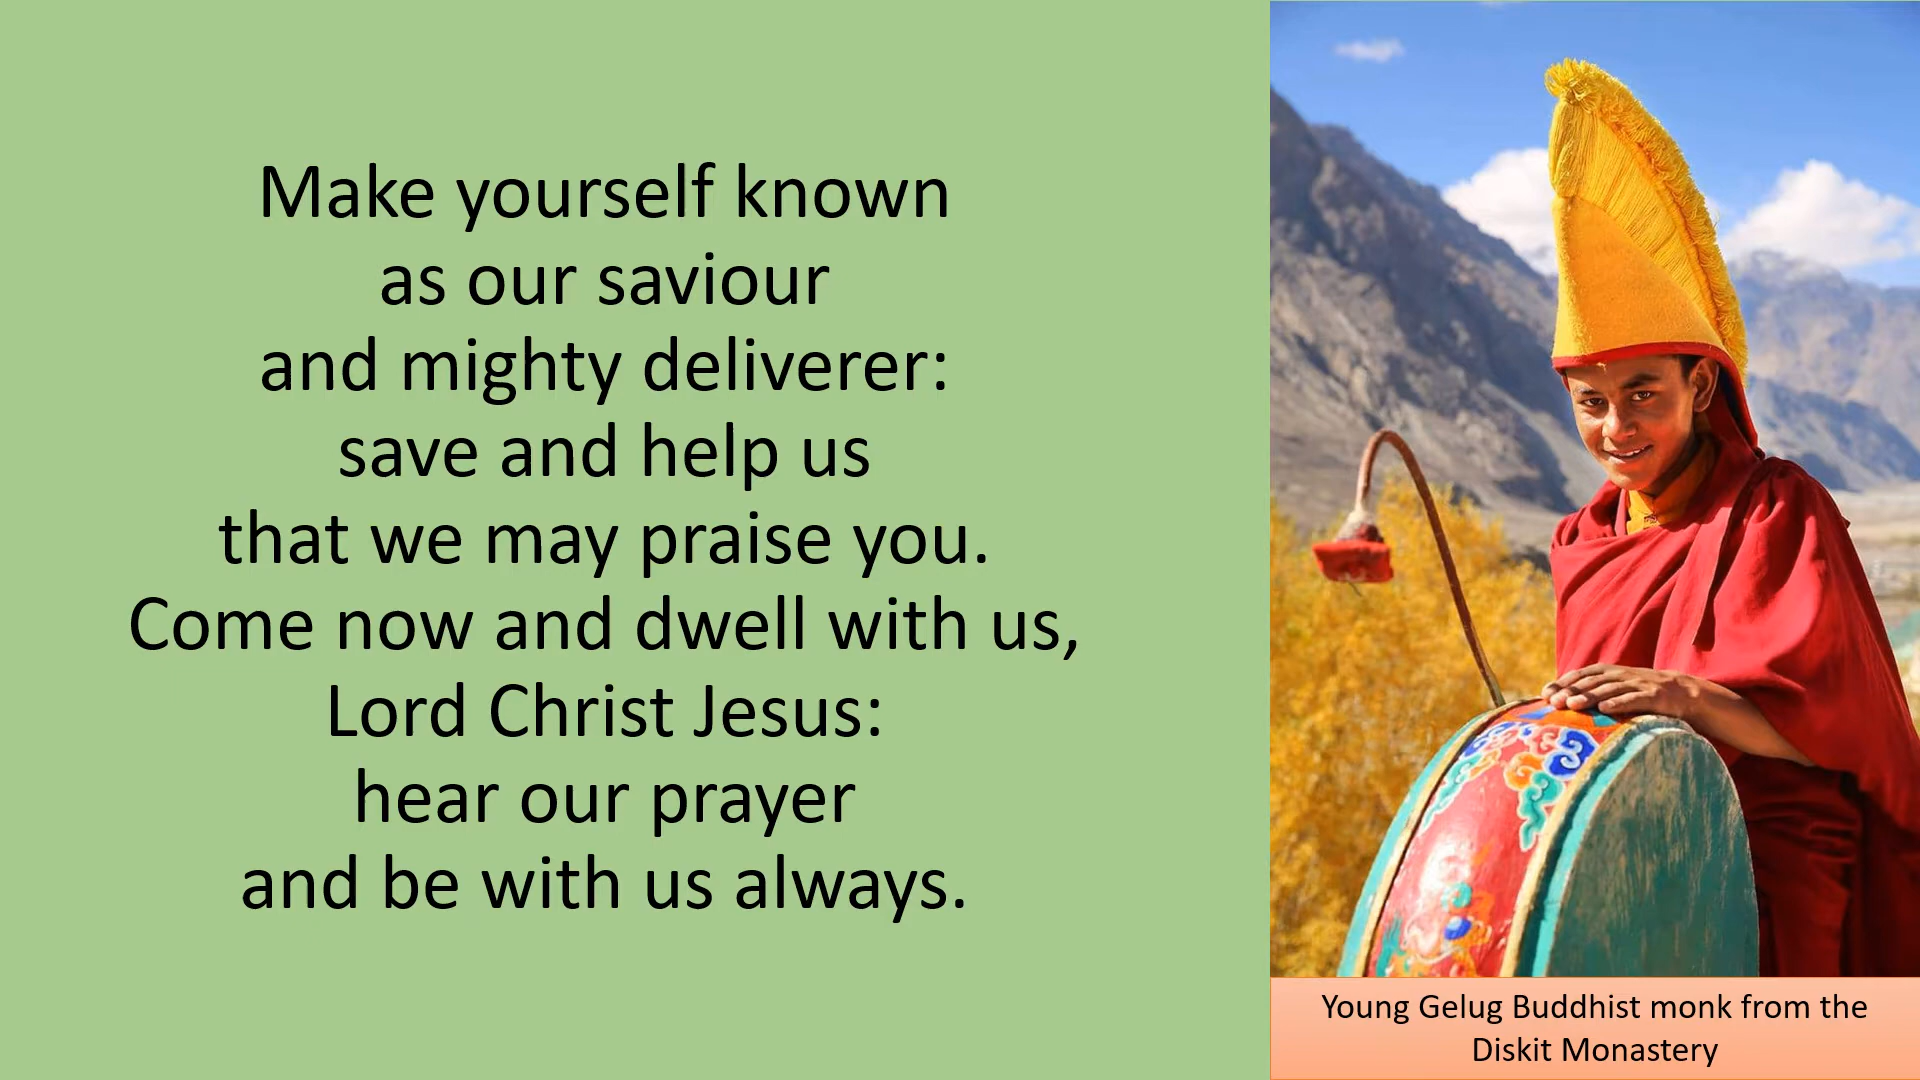 Make yourself known
as our saviour
and mighty deliverer:
save and help us
that we may praise you.
Come now and dwell with us,
Lord Christ Jesus:
hear our prayer
and be with us always.
Young Gelug Buddhist monk from the
Diskit Monastery